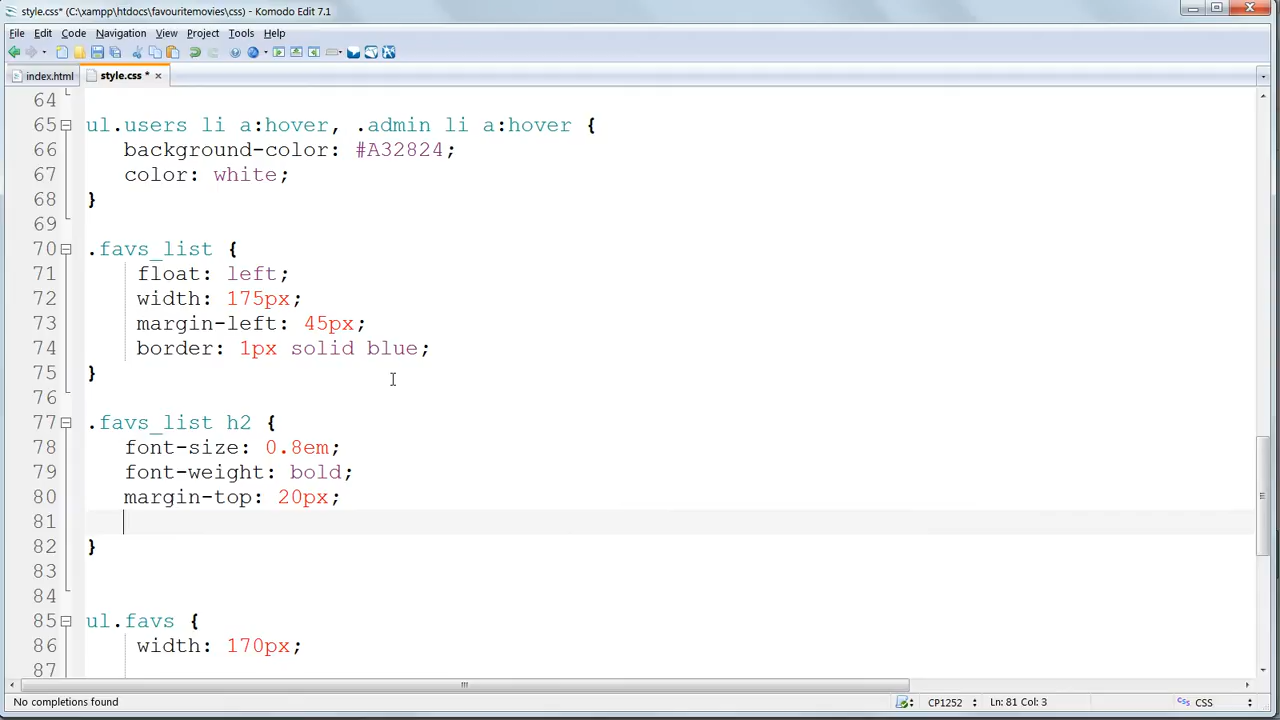 style.css* (C:\xampp\htdocs\favouritemovies\css) - Komodo Edit 7.1
File Edit Code Navigation View Project Tools Help
index.html style.css *
64
65 ul.users li a:hover, .admin li a:hover {
66 background-color: #A32824;
67 color: white;
68 }
69
70 .favs_list {
71 float: left;
72 width: 175px;
73 margin-left: 45px;
74 border: 1px solid blue;
75 }
76
77 .favs_list h2 {
78 font-size: 0.8em;
79 font-weight: bold;
80 margin-top: 20px;
81
82 }
83
84
85 ul.favs {
86 width: 170px;
87
No completions found CP1252 Ln: 81 Col: 3 CSS